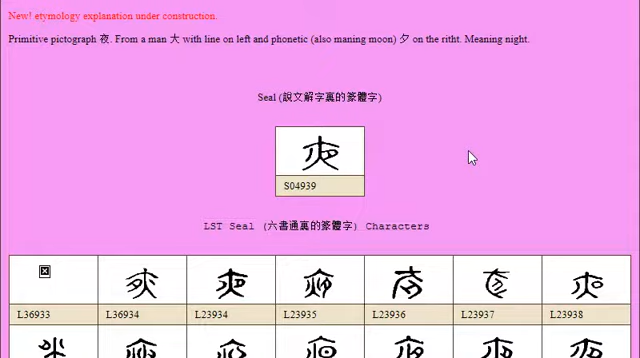 New! etymology explanation under construction.
Primitive pictograph 夜. From a man 大 with line on left and phonetic (also maning moon) 夕 on the ritht. Meaning night.
Seal (說文解字裏的篆體字)
S04939
LST Seal (六書通裏的篆體字) Characters
L36933 L36934 L23934 L23935 L23936 L23937 L23938